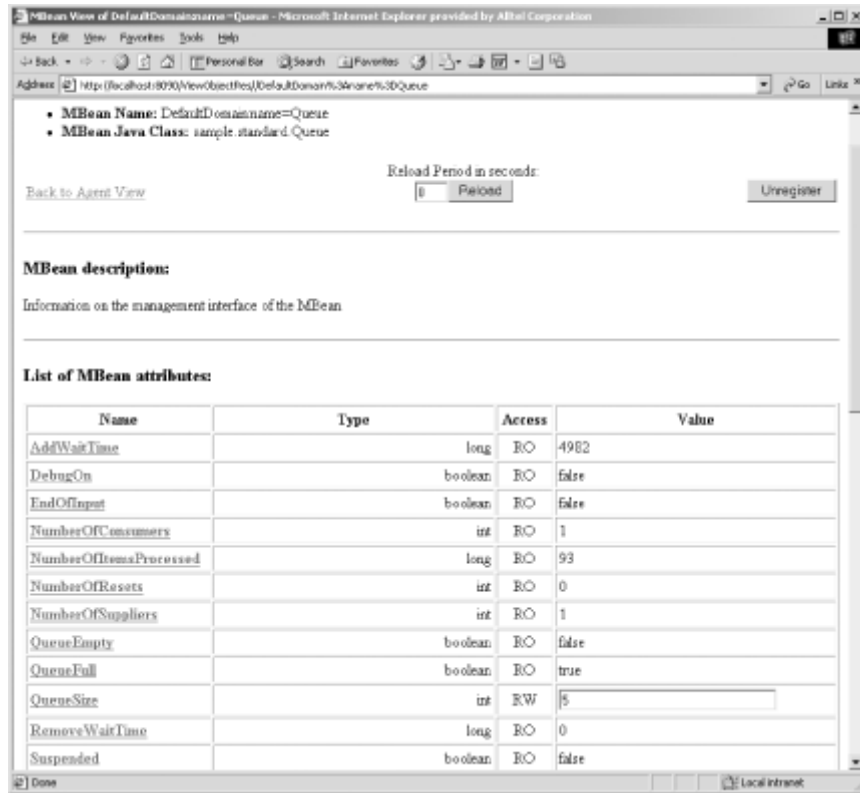 MBean View of DefaultDomain:name=Queue - Microsoft Internet Explorer provided by Alltel Corporation
File Edit View Favorites Tools Help
Back Personal Bar Search Favorites
Address http://localhost:8090/ViewObjectRes//DefaultDomain%3Aname%3DQueue Go Links
• MBean Name: DefaultDomain:name=Queue
• MBean Java Class: sample.standard.Queue
Reload Period in seconds:
Back to Agent View 0 Reload Unregister
MBean description:
Information on the management interface of the MBean
List of MBean attributes:
Name Type Access Value
AddWaitTime long RO 4982
DebugOn boolean RO false
EndOfInput boolean RO false
NumberOfConsumers int RO 1
NumberOfItemsProcessed long RO 93
NumberOfResets int RO 0
NumberOfSuppliers int RO 1
QueueEmpty boolean RO false
QueueFull boolean RO true
QueueSize int RW 5
RemoveWaitTime long RO 0
Suspended boolean RO false
Done Local intranet